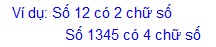 Ví dụ: Số 12 có 2 chữ số
Số 1345 có 4 chữ số